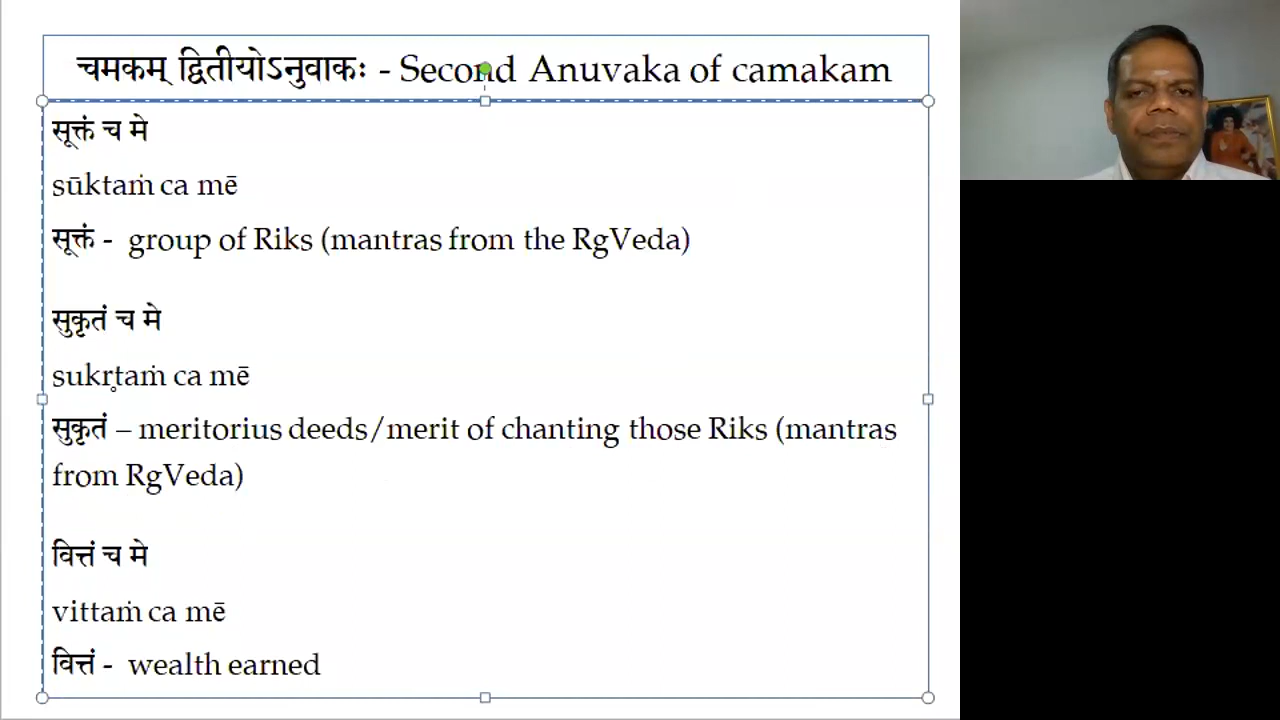 चमकम् द्वितीयोऽनुवाकः - Second Anuvaka of camakam
सूक्तं च मे
sūktaṁ ca mē
सूक्तं - group of Riks (mantras from the RgVeda)
सुकृतं च मे
sukr̥taṁ ca mē
सुकृतं – meritorius deeds/merit of chanting those Riks (mantras
from RgVeda)
वित्तं च मे
vittaṁ ca mē
वित्तं - wealth earned